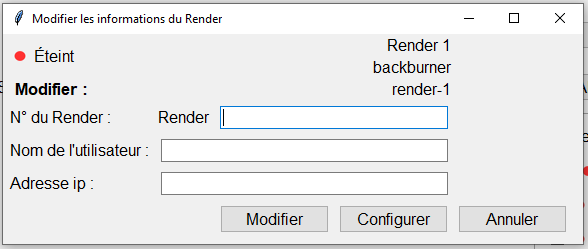 Modifier les informations du Render
Éteint
Render 1
backburner
render-1
Modifier :
N° du Render :
Render
Nom de l'utilisateur :
Adresse ip :
Modifier
Configurer
Annuler